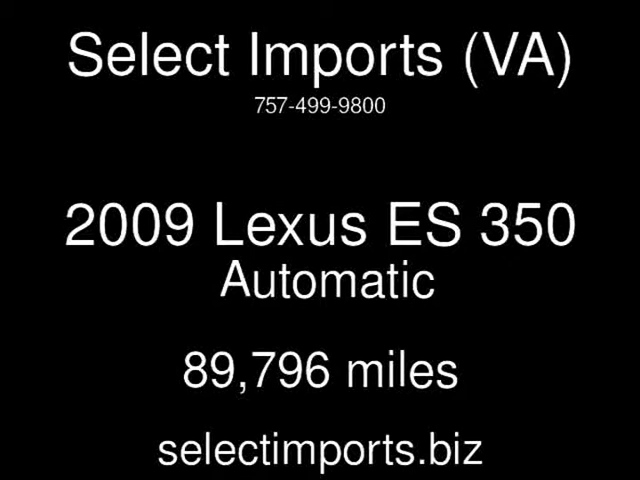 Select Imports (VA)
757-499-9800
2009 Lexus ES 350
Automatic
89,796 miles
selectimports.biz